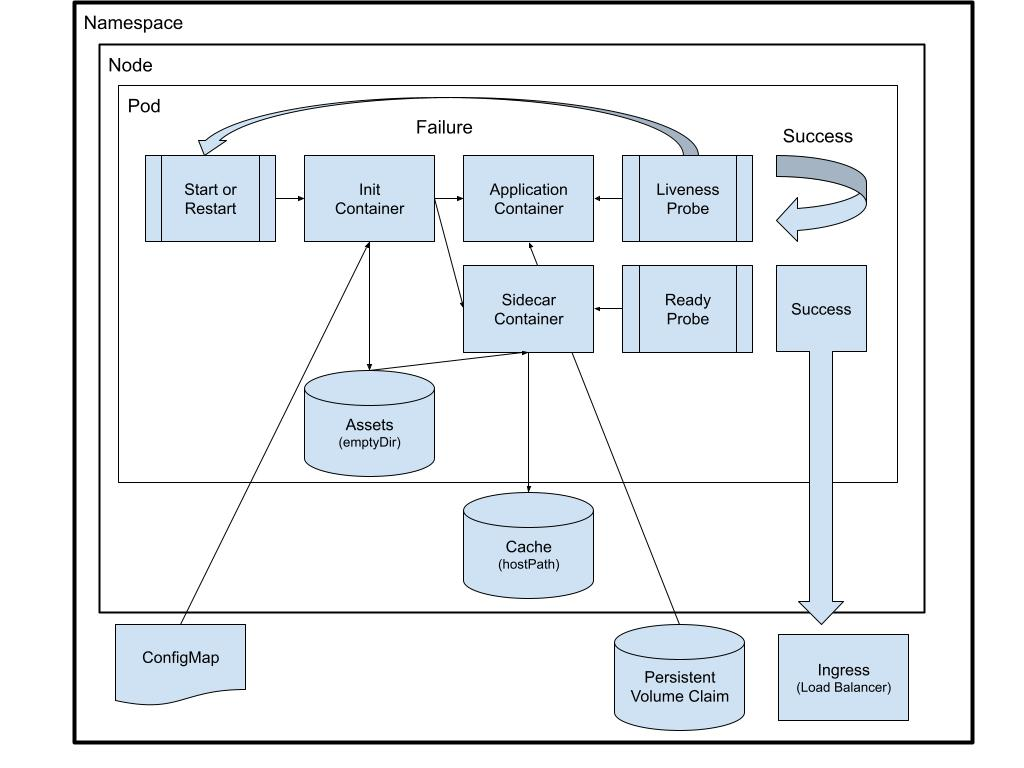 Namespace
Node
Pod
Failure
Success
Start or
Restart
Init
Container
Application
Container
Liveness
Probe
Sidecar
Container
Ready
Probe
Success
Assets
(emptyDir)
Cache
(hostPath)
ConfigMap
Persistent
Volume Claim
Ingress
(Load Balancer)